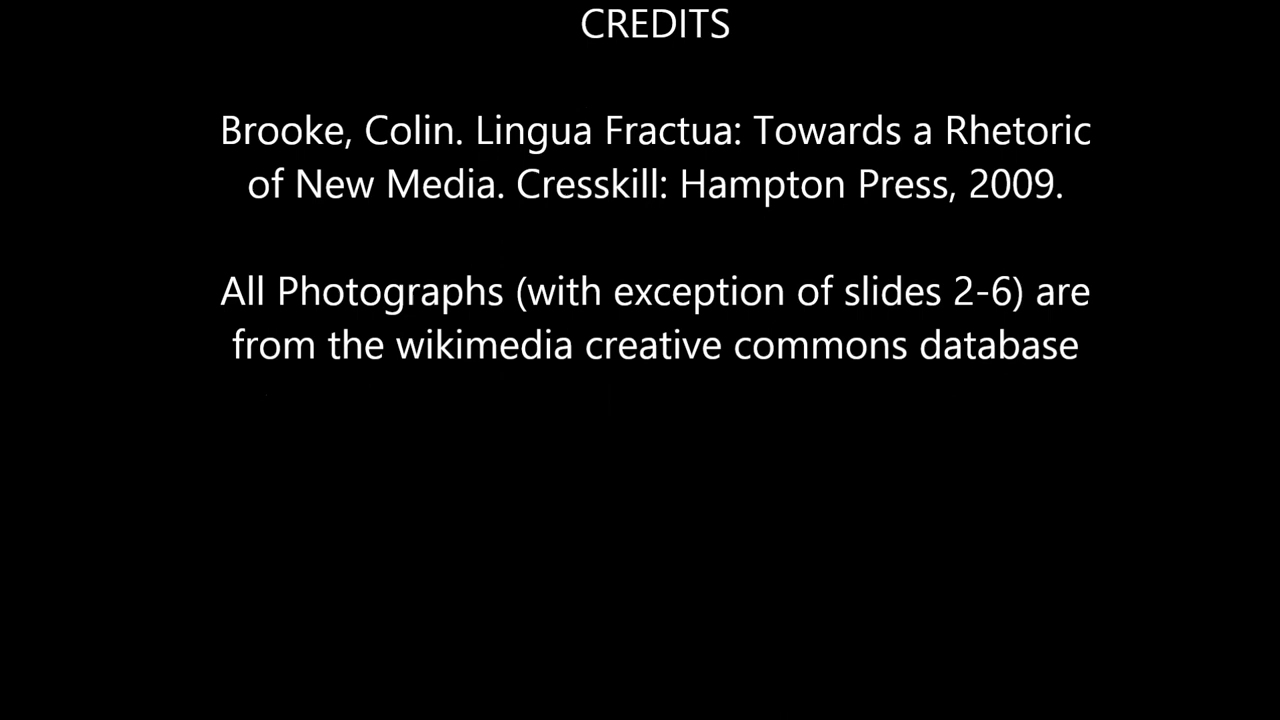 CREDITS
Brooke, Colin. Lingua Fractua: Towards a Rhetoric
of New Media. Cresskill: Hampton Press, 2009.
All Photographs (with exception of slides 2-6) are
from the wikimedia creative commons database